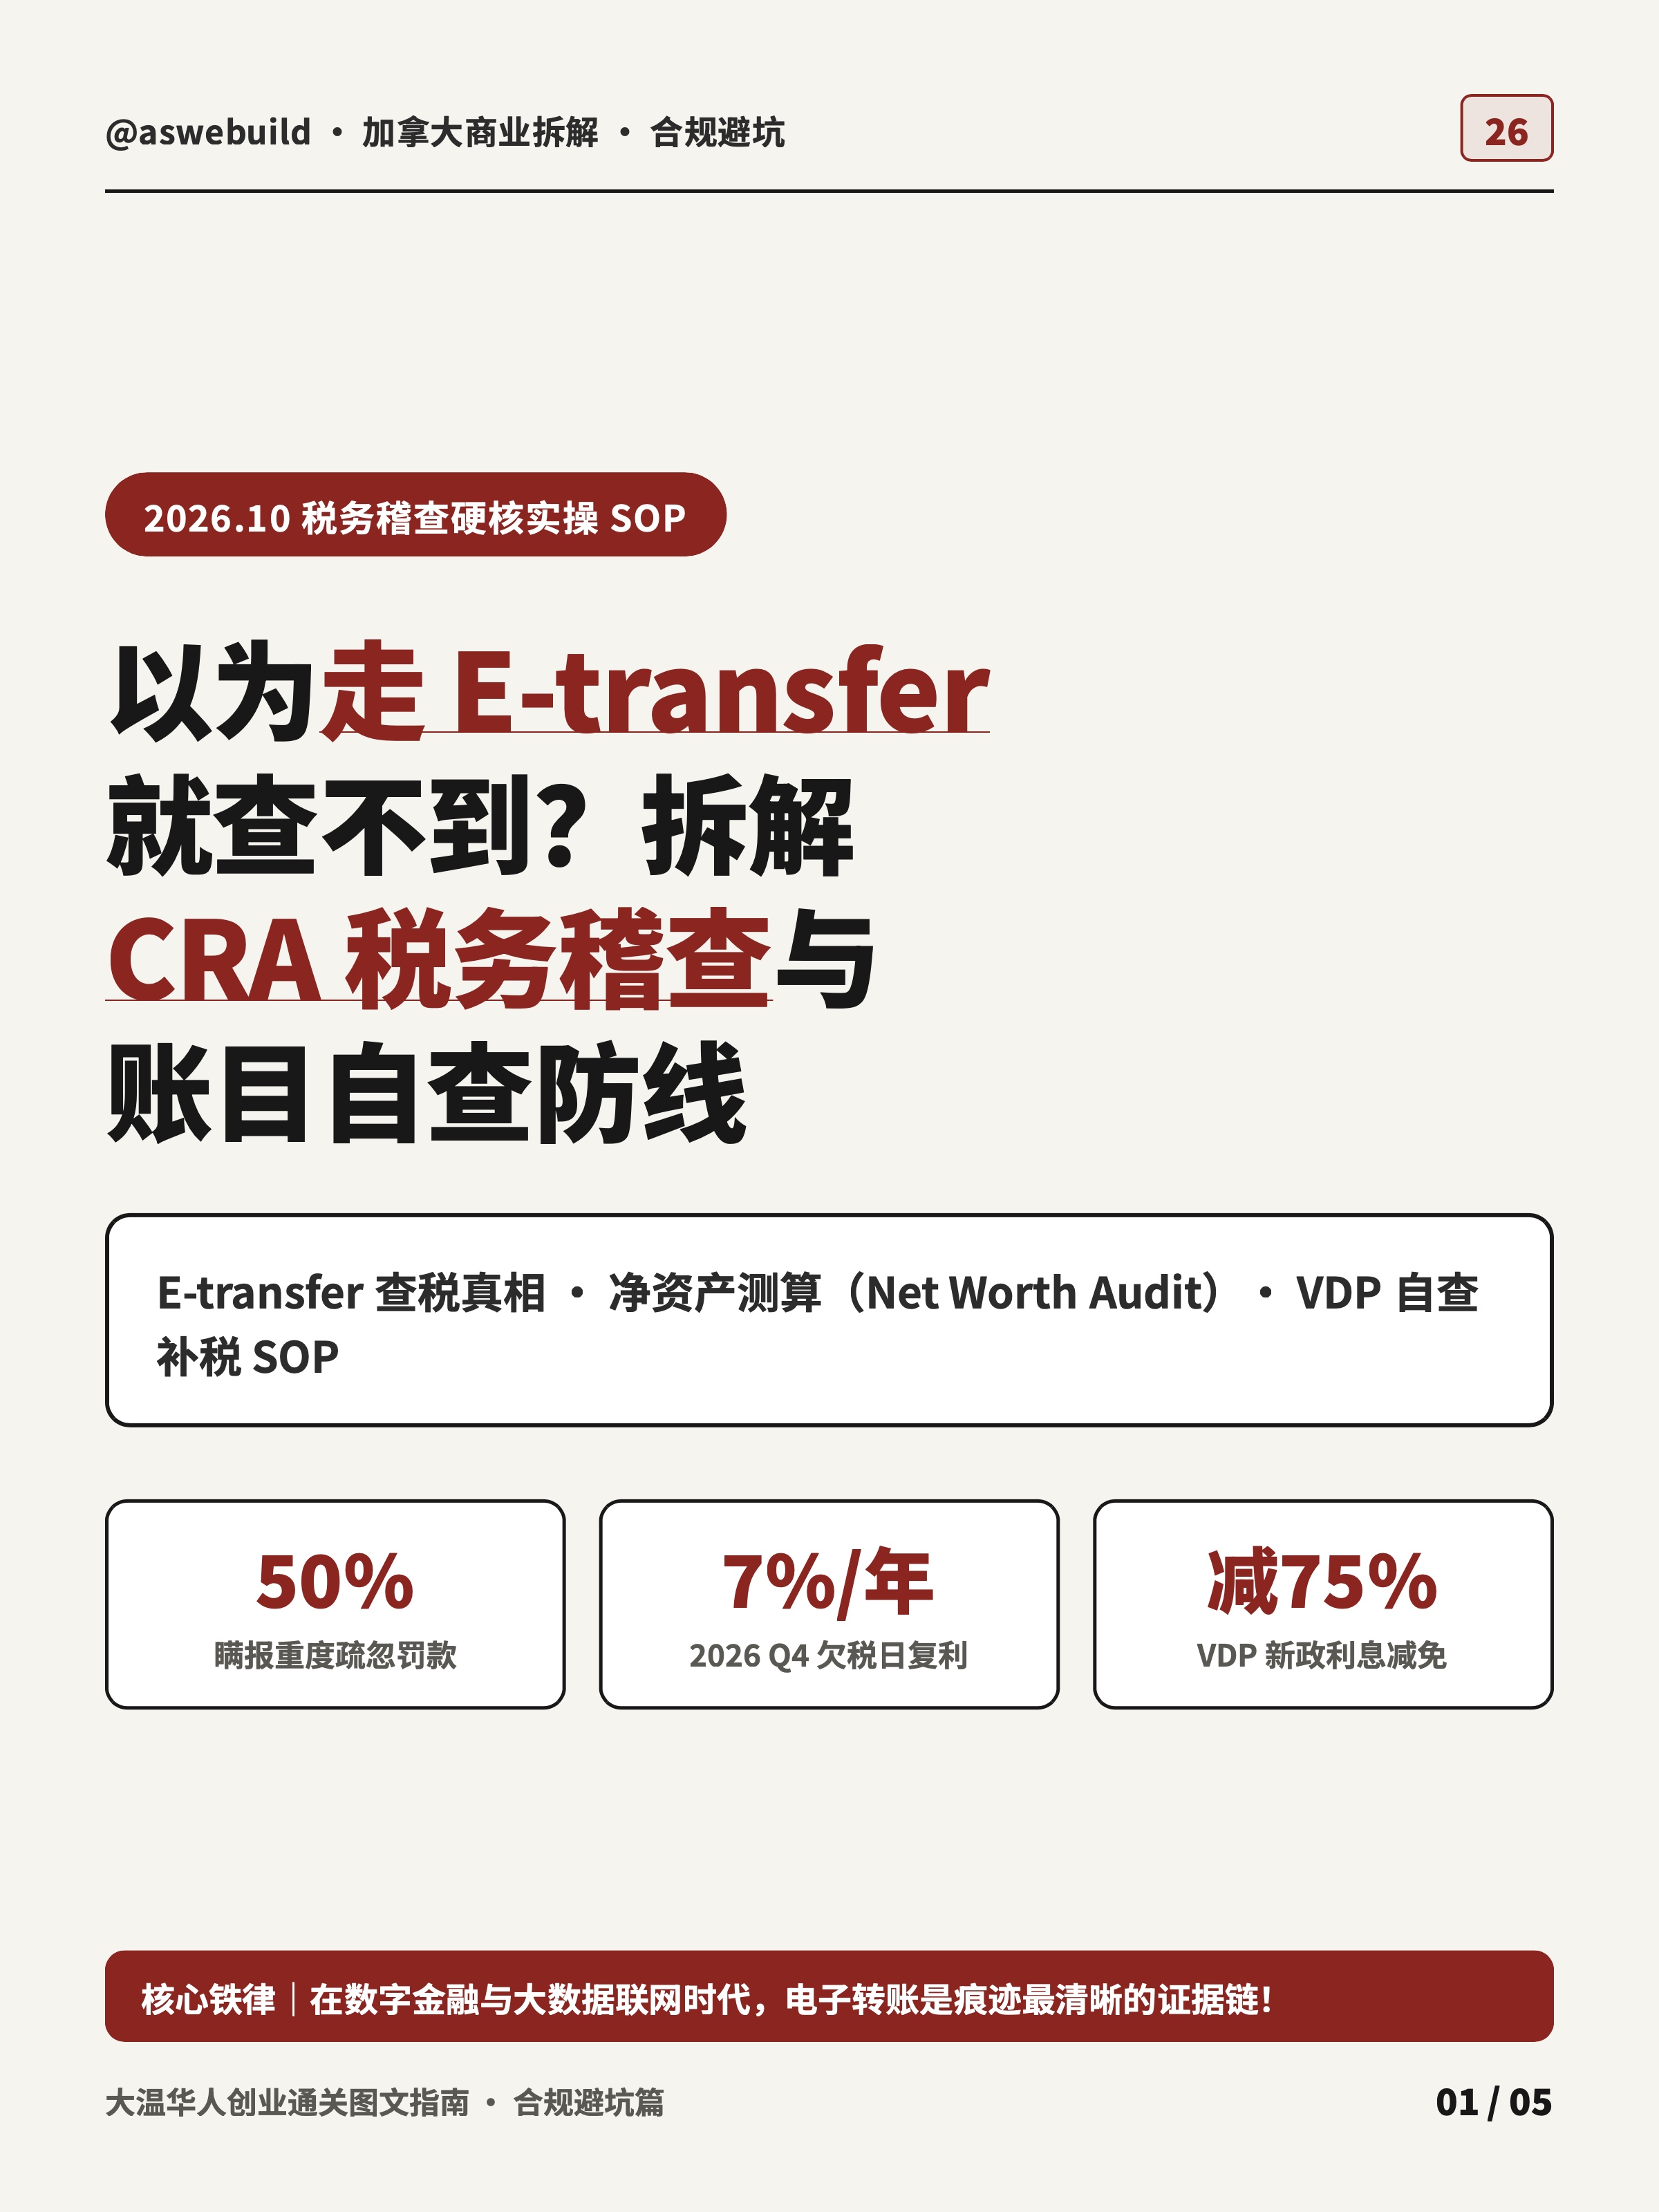 @aswebuild • 加拿大商业拆解 • 合规避坑
26
2026.10 税务稽查硬核实操 SOP
以为走 E-transfer
就查不到？拆解
CRA 税务稽查与
账目自查防线
E-transfer 查税真相 • 净资产测算（Net Worth Audit） • VDP 自查
补税 SOP
50%
瞒报重度疏忽罚款
7%/年
2026 Q4 欠税日复利
减75%
VDP 新政利息减免
核心铁律｜在数字金融与大数据联网时代，电子转账是痕迹最清晰的证据链！
大温华人创业通关图文指南 • 合规避坑篇
01 / 05